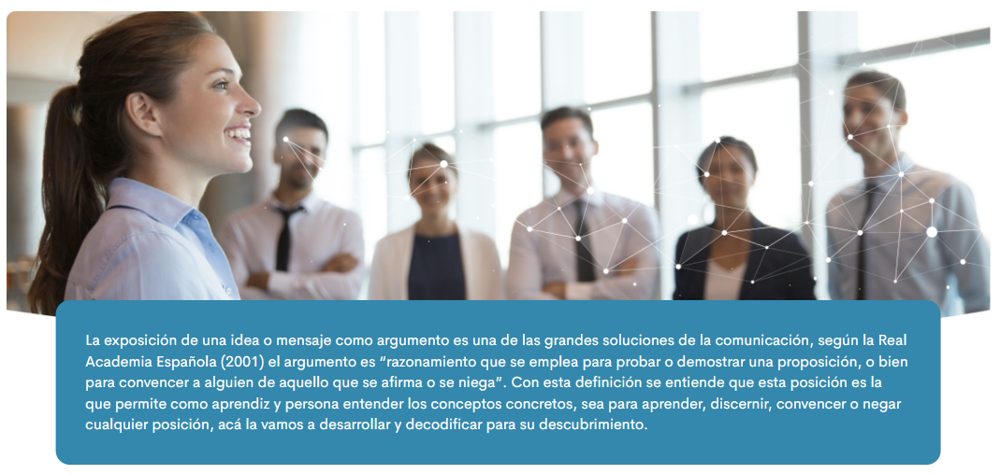 La exposición de una idea o mensaje como argumento es una de las grandes soluciones de la comunicación, según la Real
Academia Española (2001) el argumento es “razonamiento que se emplea para probar o demostrar una proposición, o bien
para convencer a alguien de aquello que se afirma o se niega”. Con esta definición se entiende que esta posición es la
que permite como aprendiz y persona entender los conceptos concretos, sea para aprender, discernir, convencer o negar
cualquier posición, acá la vamos a desarrollar y decodificar para su descubrimiento.